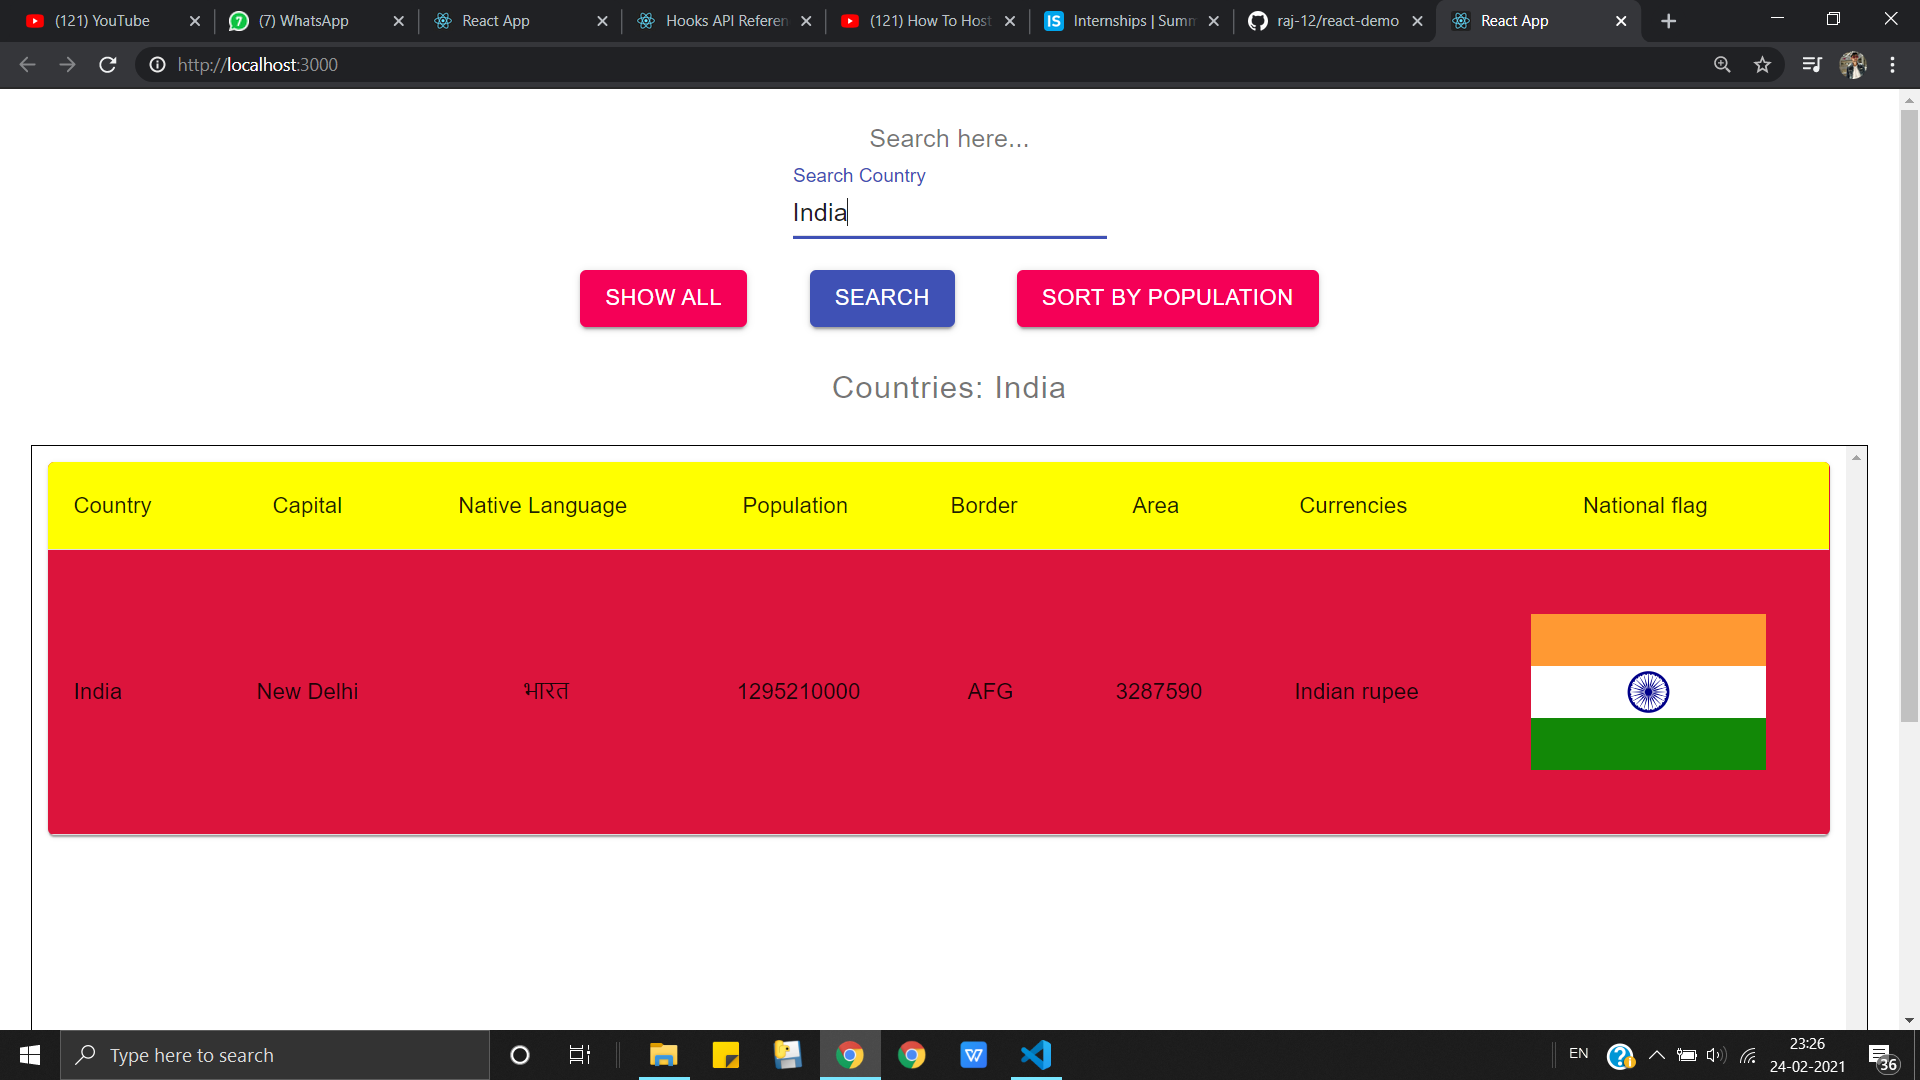 (121) YouTube
(7) WhatsApp
React App
Hooks API Referen
(121) How To Host
IS Internships | Summ
raj-12/react-demo
React App
http://localhost:3000
Search here...
Search Country
India
SHOW ALL
SEARCH
SORT BY POPULATION
Countries: India
Country Capital Native Language Population Border Area Currencies National flag
India New Delhi भारत 1295210000 AFG 3287590 Indian rupee
Type here to search
EN
23:26
24-02-2021
36